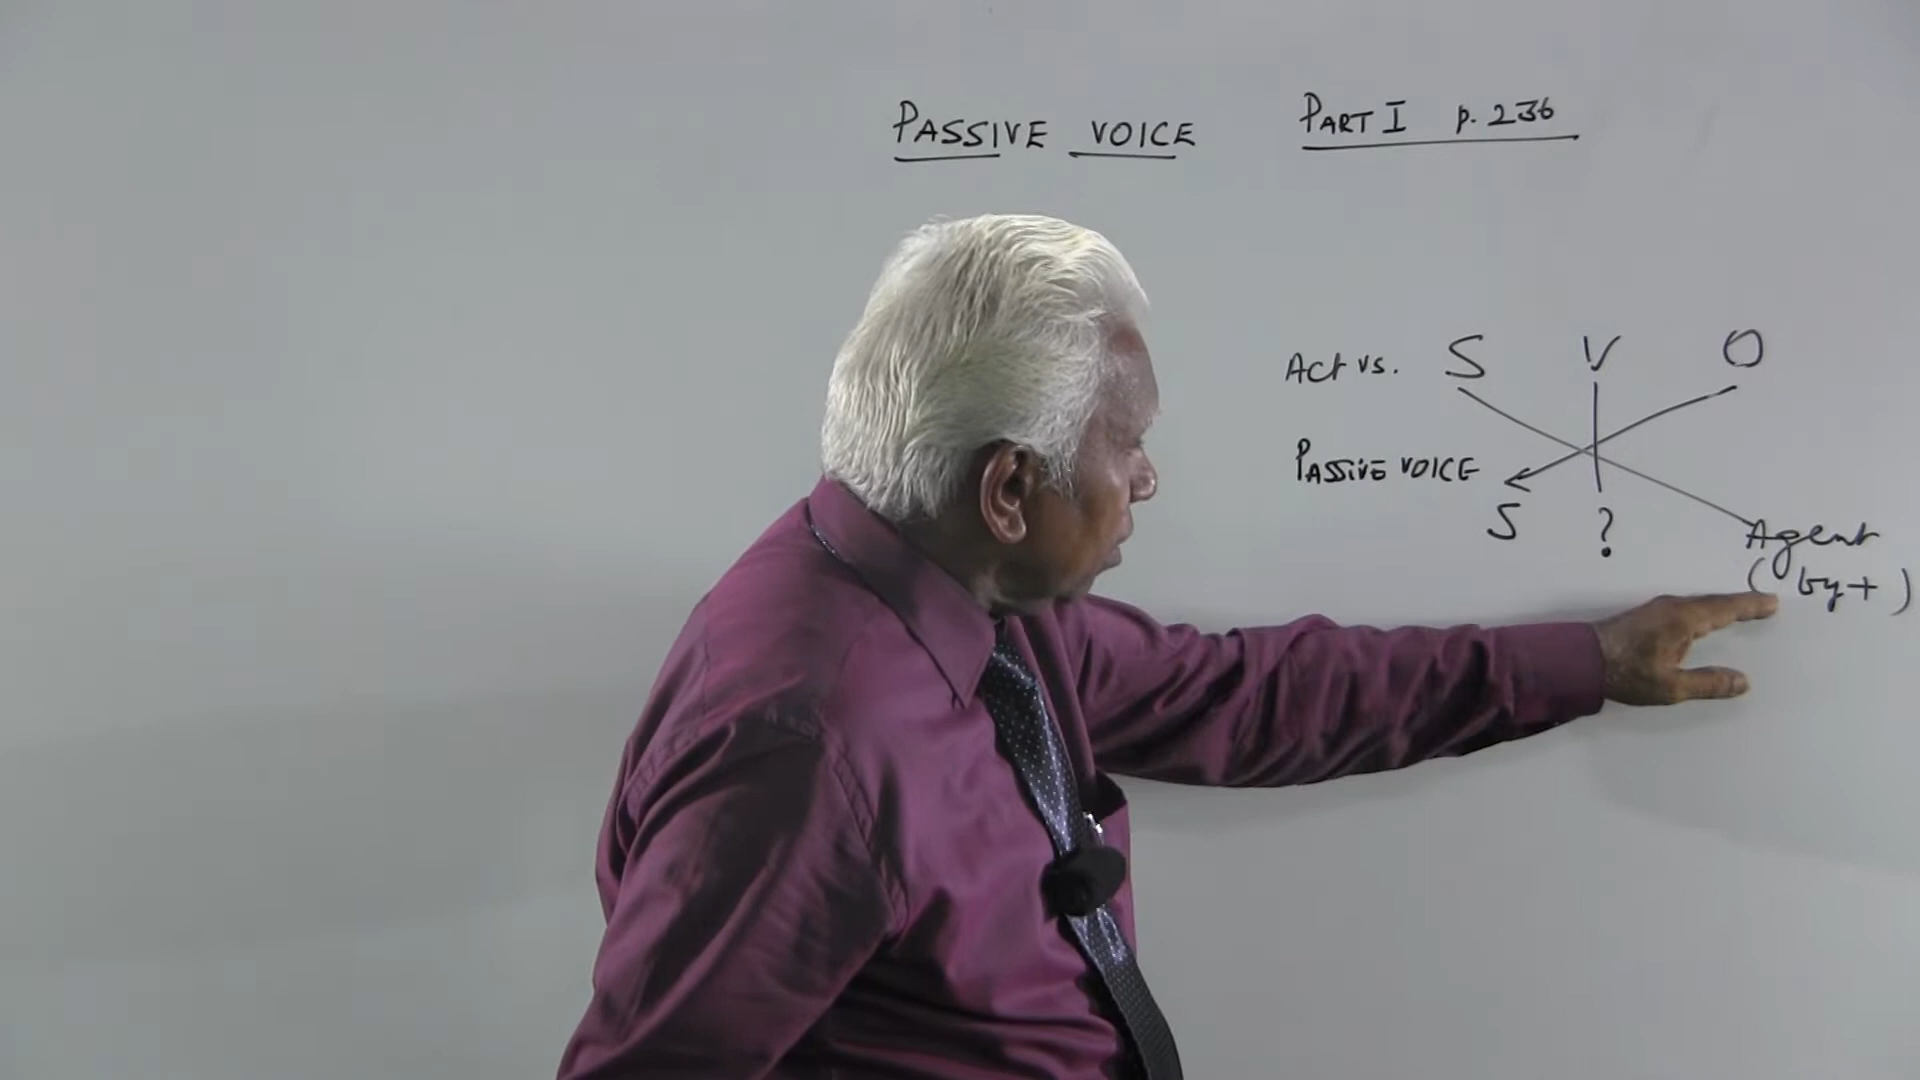 PASSIVE VOICE PART I p. 236
Act vs. S V O
PASSIVE VOICE
S ? Agent
( by + )